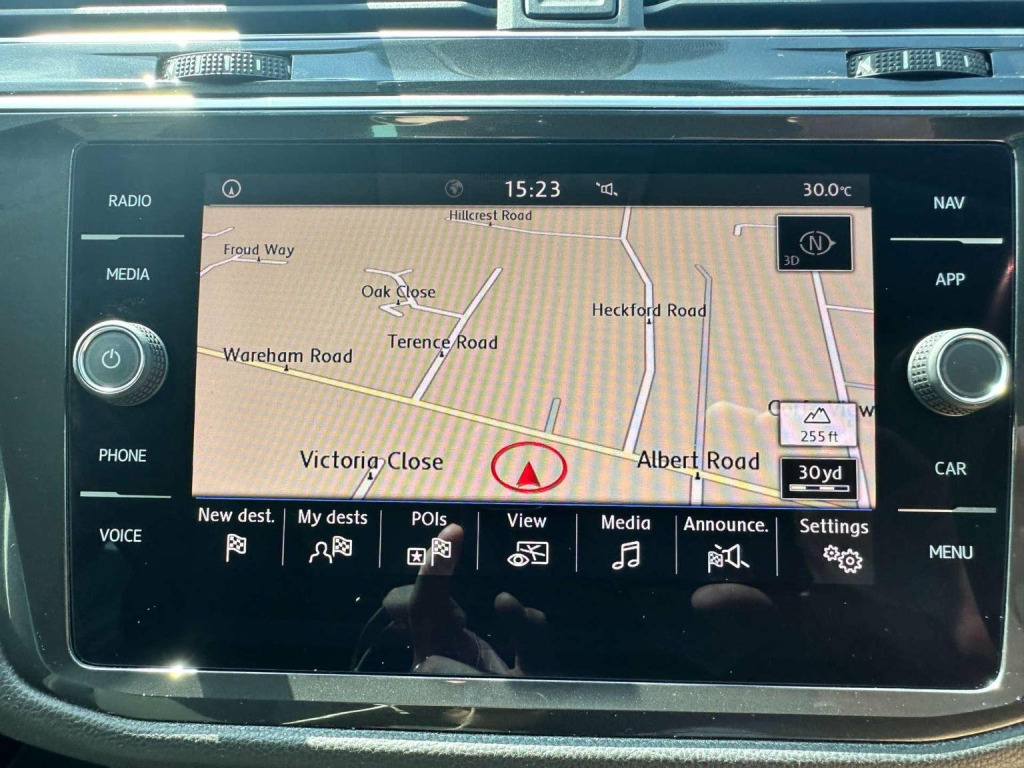 RADIO
MEDIA
PHONE
VOICE
15:23
30.0°C
Hillcrest Road
Froud Way
N
3D
Oak Close
Heckford Road
Terence Road
Wareham Road
255 ft
Victoria Close
Albert Road
30 yd
New dest.
My dests
POIs
View
Media
Announce.
Settings
NAV
APP
CAR
MENU